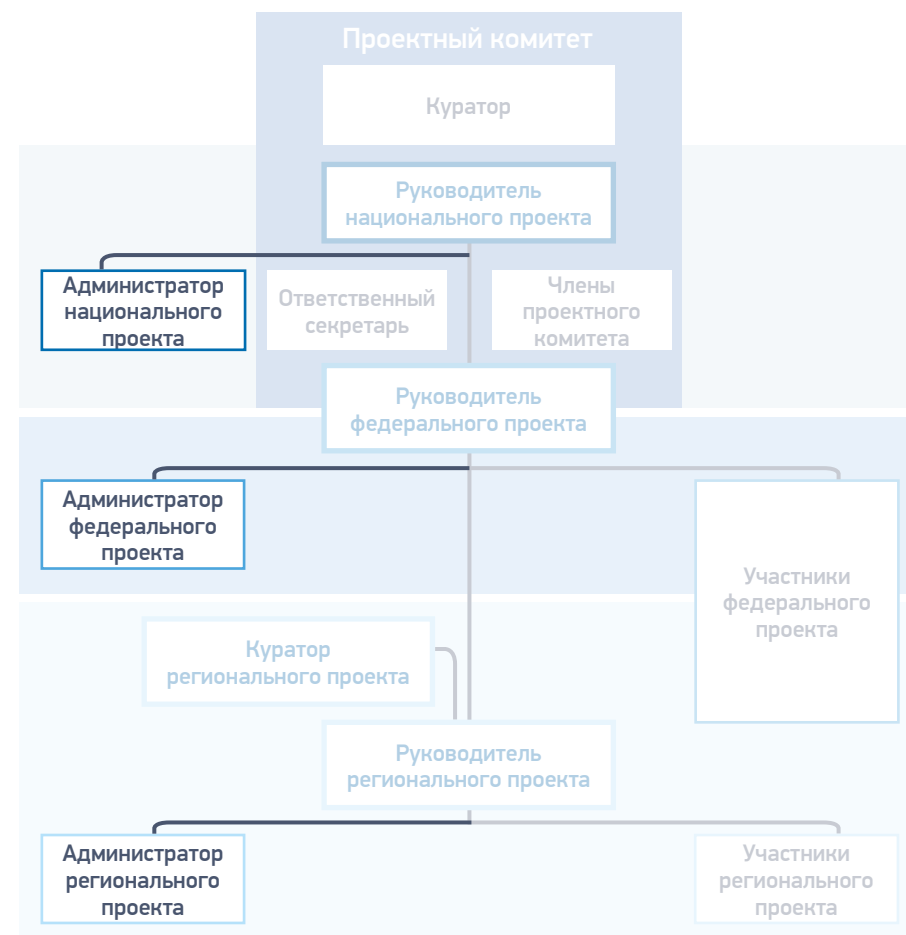 Проектный комитет
Куратор
Руководитель
национального проекта
Администратор
национального
проекта
Ответственный
секретарь
Члены
проектного
комитета
Руководитель
федерального проекта
Администратор
федерального
проекта
Участники
федерального
проекта
Куратор
регионального проекта
Руководитель
регионального проекта
Администратор
регионального
проекта
Участники
регионального
проекта